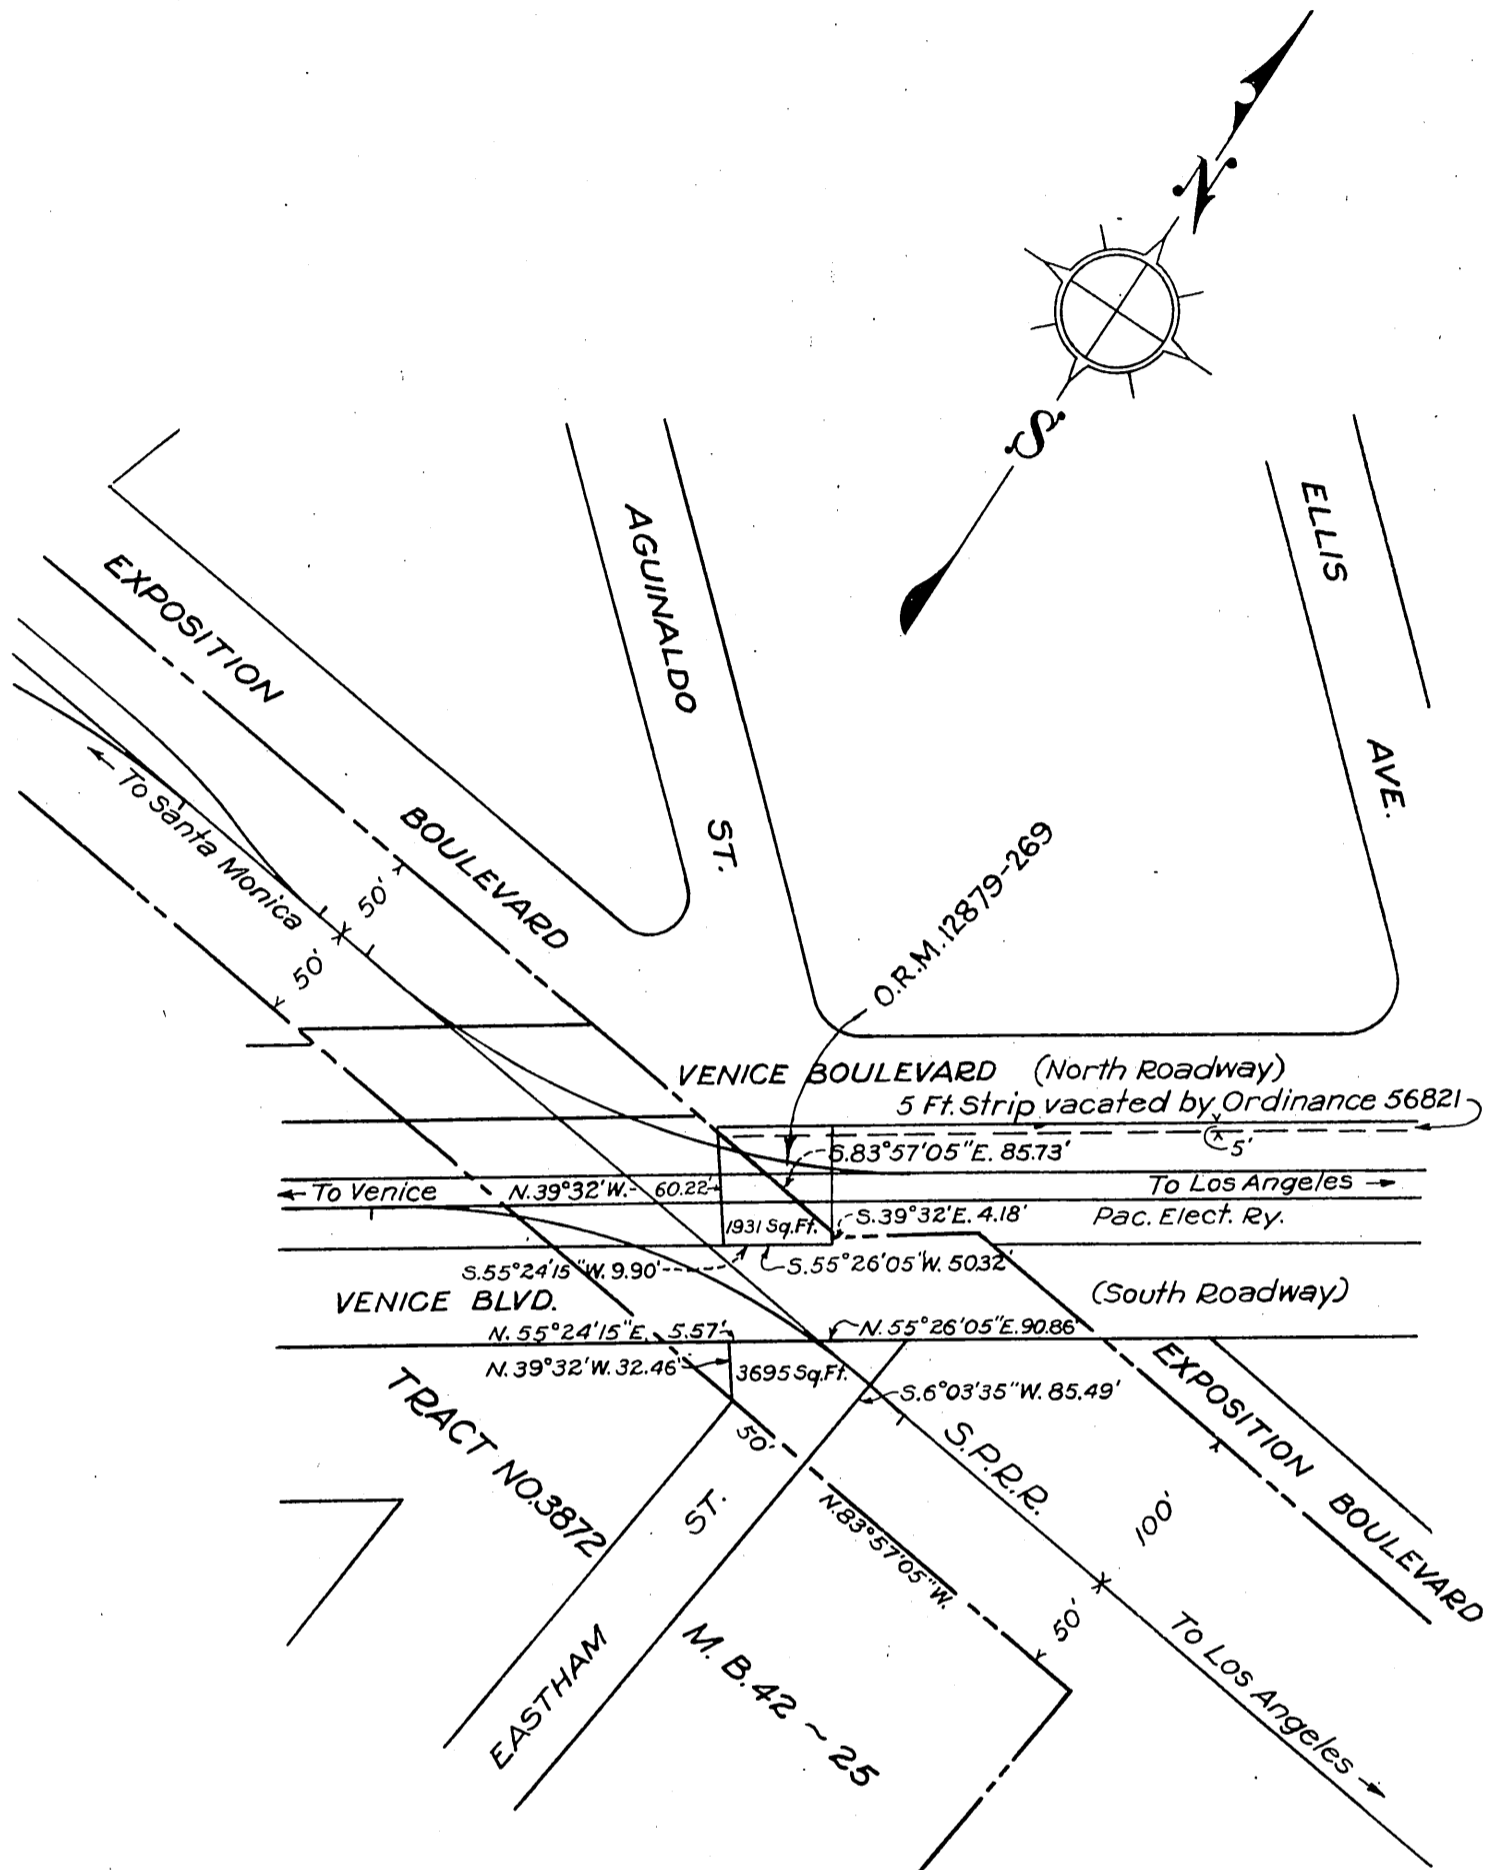 N
S
ELLIS
AVE.
AGUINALDO
ST.
EXPOSITION
BOULEVARD
← To Santa Monica
50'
50'
O.R.M. 12879-269
VENICE BOULEVARD (North Roadway)
5 Ft. Strip vacated by Ordinance 56821
5'
S.83°57'05"E. 85.73'
← To Venice
N.39°32'W. 60.22'
To Los Angeles →
1931 Sq.Ft.
S.39°32'E. 4.18'
Pac. Elect. Ry.
S.55°24'15"W. 9.90'
S.55°26'05"W. 50.32'
VENICE BLVD.
(South Roadway)
N.55°24'15"E. 5.57'
N.55°26'05"E. 90.86'
N.39°32'W. 32.46'
3695 Sq.Ft.
S.6°03'35"W. 85.49'
EXPOSITION BOULEVARD
TRACT NO. 3872
50'
S.P.R.R.
ST.
N.83°57'05"W.
100'
50'
To Los Angeles →
EASTHAM
M. B. 42 ~ 25